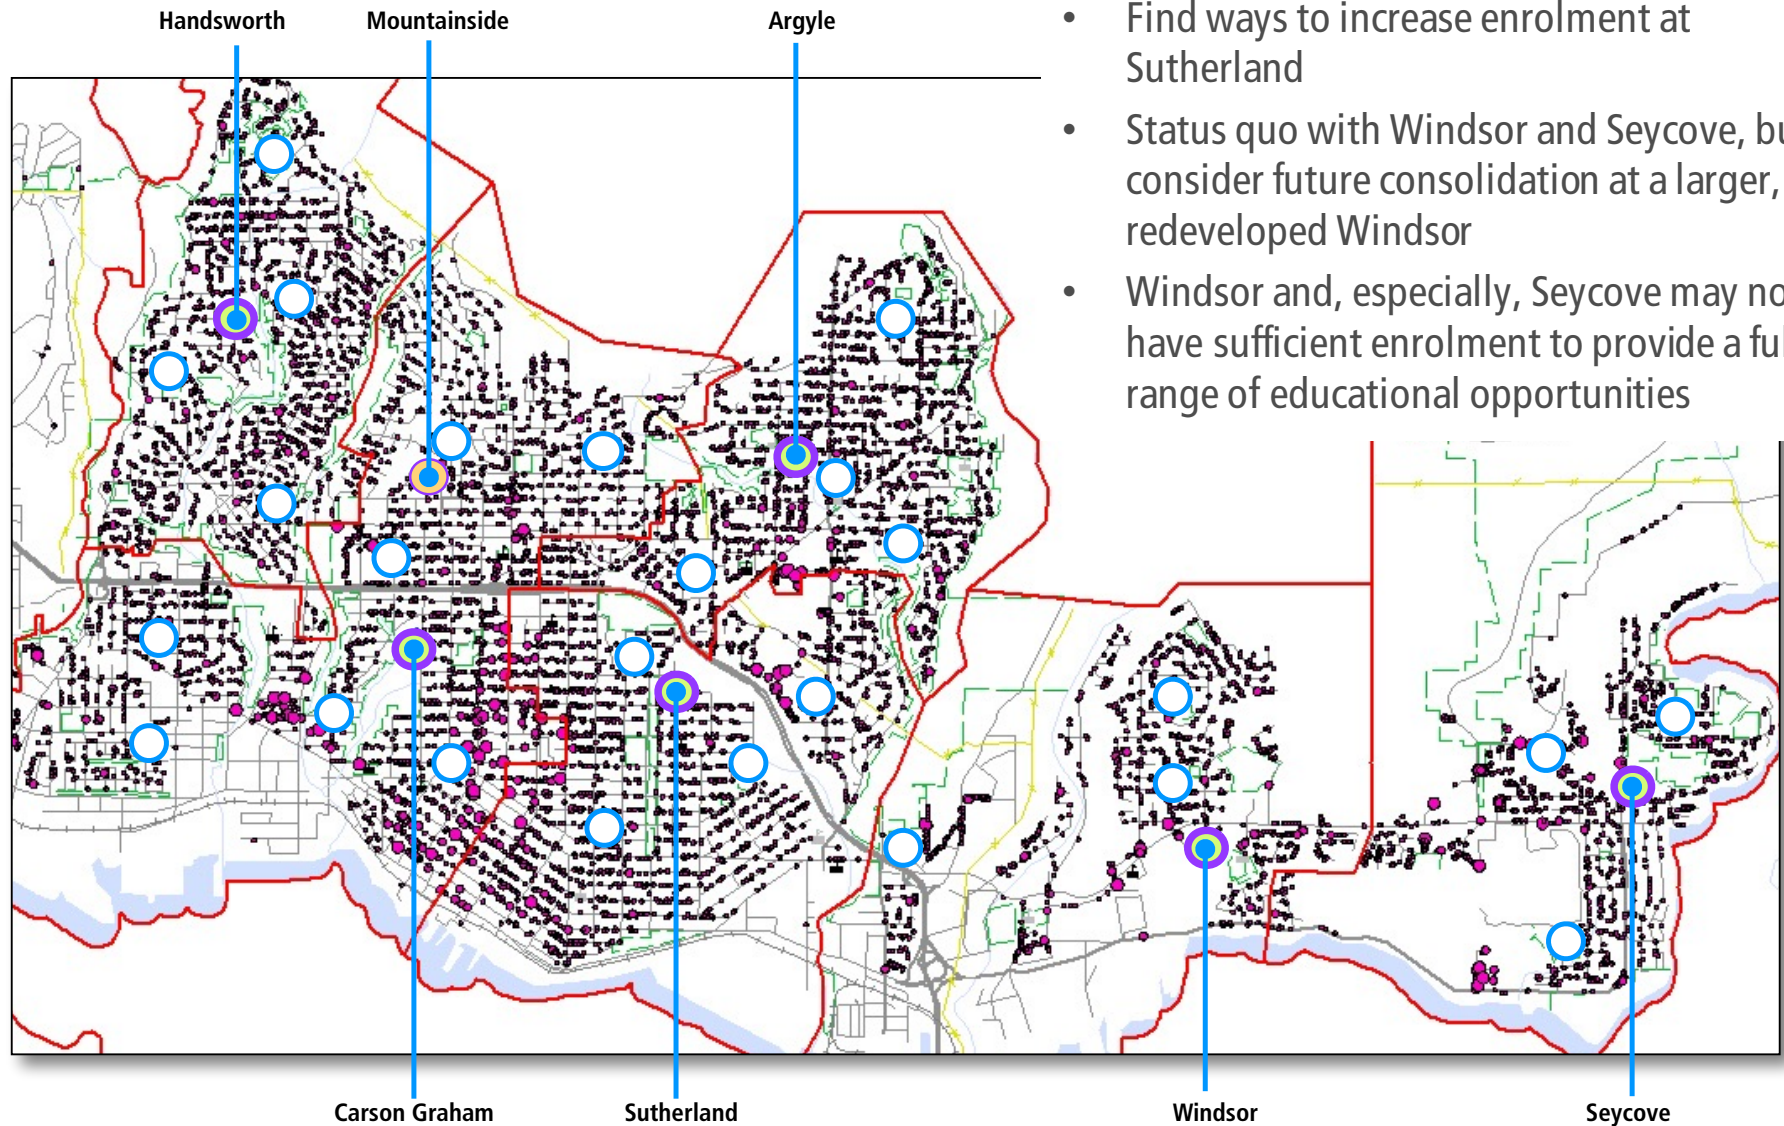 Handsworth Mountainside Argyle
• Find ways to increase enrolment at
Sutherland
• Status quo with Windsor and Seycove, bu
consider future consolidation at a larger,
redeveloped Windsor
• Windsor and, especially, Seycove may no
have sufficient enrolment to provide a ful
range of educational opportunities
Carson Graham Sutherland Windsor Seycove